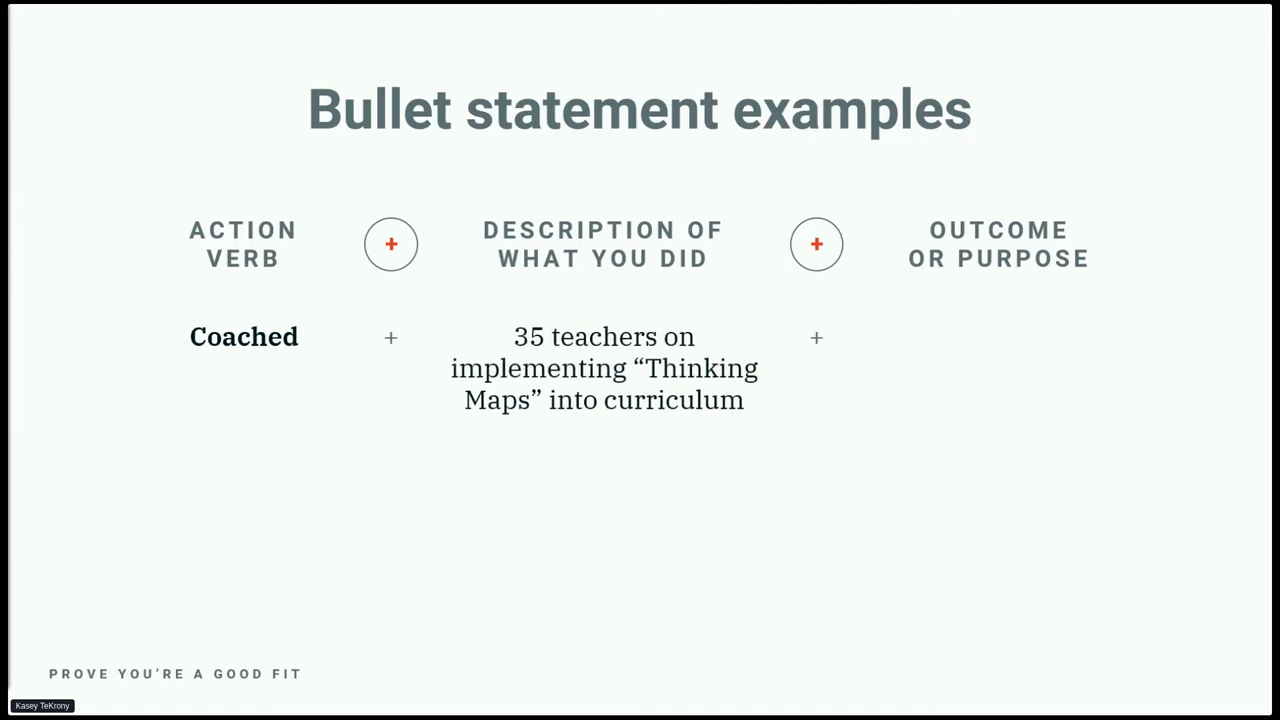 Bullet statement examples
ACTION
VERB
+
DESCRIPTION OF
WHAT YOU DID
+
OUTCOME
OR PURPOSE
Coached
+
35 teachers on
implementing “Thinking
Maps” into curriculum
+
PROVE YOU’RE A GOOD FIT
Kasey TeKrony